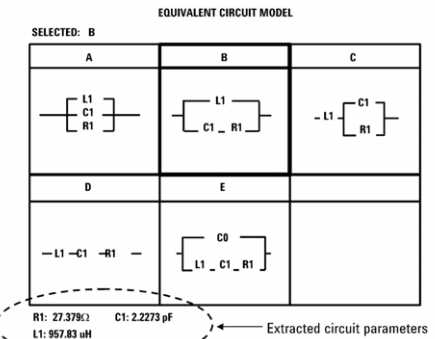 EQUIVALENT CIRCUIT MODEL
SELECTED: B
A B C
L1
C1
R1
L1
C1 _ R1
- L1 - C1
R1
D E
— L1 — C1 — R1 —
C0
L1 _ C1 _ R1
R1: 27.379Ω C1: 2.2273 pF
L1: 957.83 uH
Extracted circuit parameters